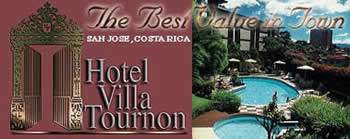 The Best Value in Town
SAN JOSE, COSTA RICA
Hotel
Villa
Tournon